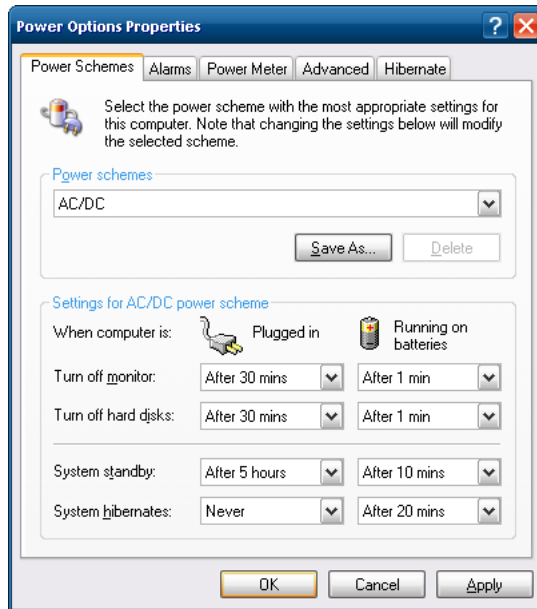 Power Options Properties
Power Schemes Alarms Power Meter Advanced Hibernate
Select the power scheme with the most appropriate settings for
this computer. Note that changing the settings below will modify
the selected scheme.
Power schemes
AC/DC
Save As... Delete
Settings for AC/DC power scheme
When computer is: Plugged in Running on
batteries
Turn off monitor: After 30 mins After 1 min
Turn off hard disks: After 30 mins After 1 min
System standby: After 5 hours After 10 mins
System hibernates: Never After 20 mins
OK Cancel Apply